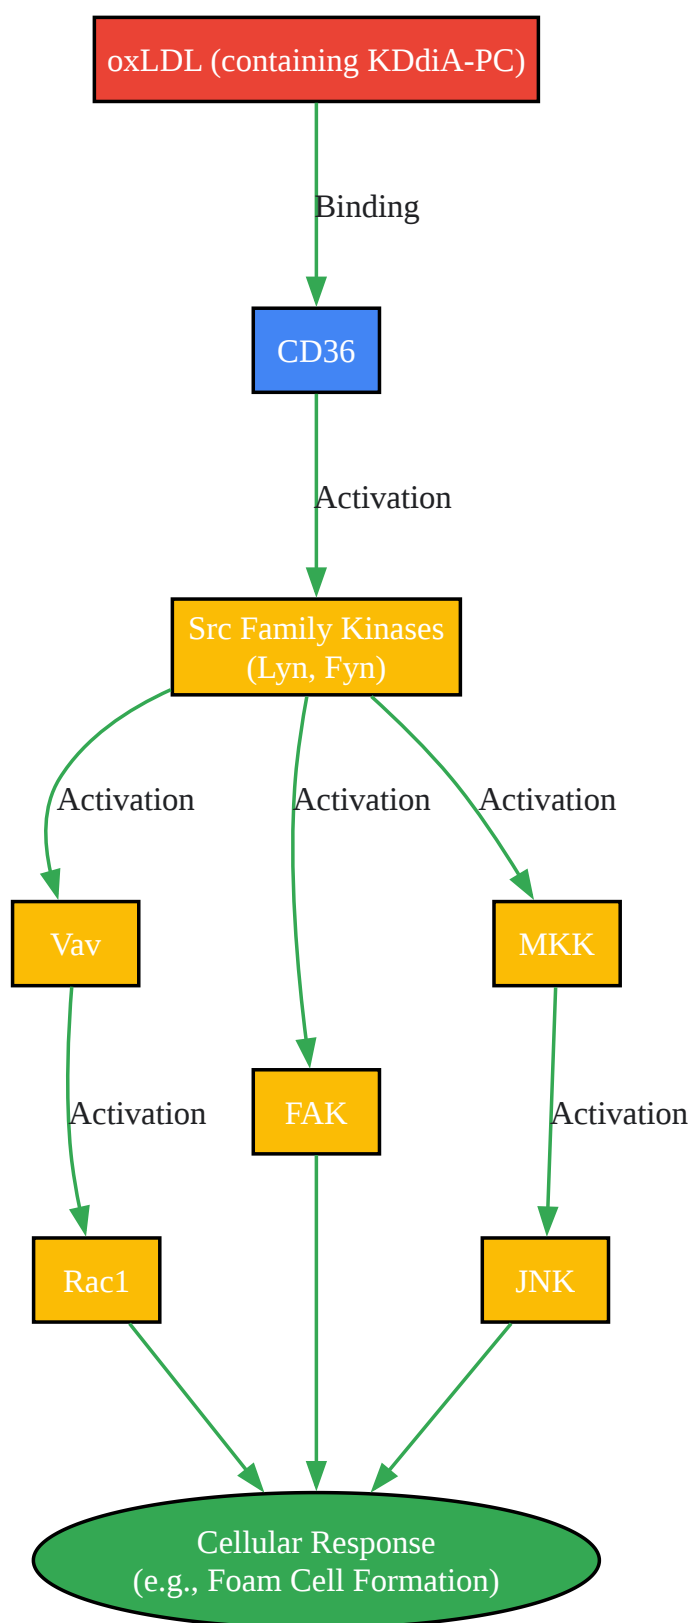 oxLDL (containing KDdiA-PC)
Binding
CD36
Activation
Src Family Kinases
(Lyn, Fyn)
Activation
Activation
Activation
Vav
MKK
FAK
Activation
Activation
Rac1
JNK
Cellular Response
(e.g., Foam Cell Formation)